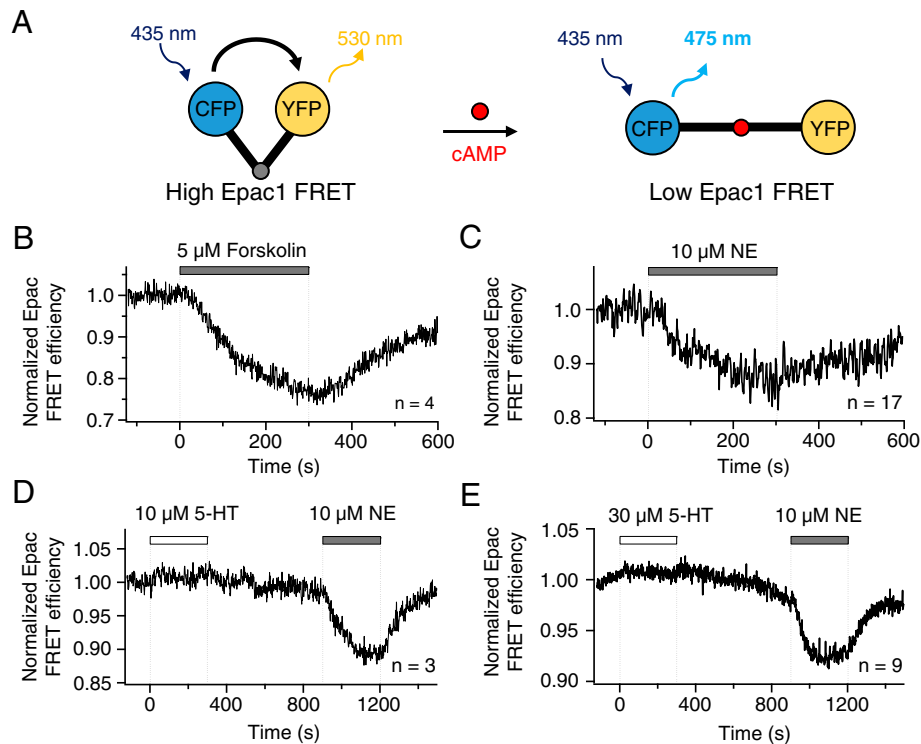 A
435 nm
530 nm
435 nm
475 nm
CFP
YFP
CFP
YFP
cAMP
High Epac1 FRET
Low Epac1 FRET
B
5 µM Forskolin
Normalized Epac
FRET efficiency
1.0
0.9
0.8
0.7
n = 4
0 200 400 600
Time (s)
C
10 µM NE
Normalized Epac
FRET efficiency
1.0
0.9
0.8
n = 17
0 200 400 600
Time (s)
D
10 µM 5-HT 10 µM NE
Normalized Epac
FRET efficiency
1.05
1.00
0.95
0.90
0.85
n = 3
0 400 800 1200
Time (s)
E
30 µM 5-HT 10 µM NE
Normalized Epac
FRET efficiency
1.05
1.00
0.95
0.90
n = 9
0 400 800 1200
Time (s)